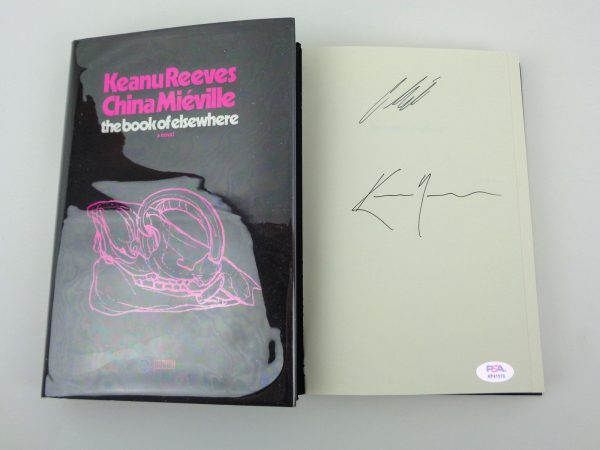 Keanu Reeves
China Miéville
the book of elsewhere
a novel
PSA